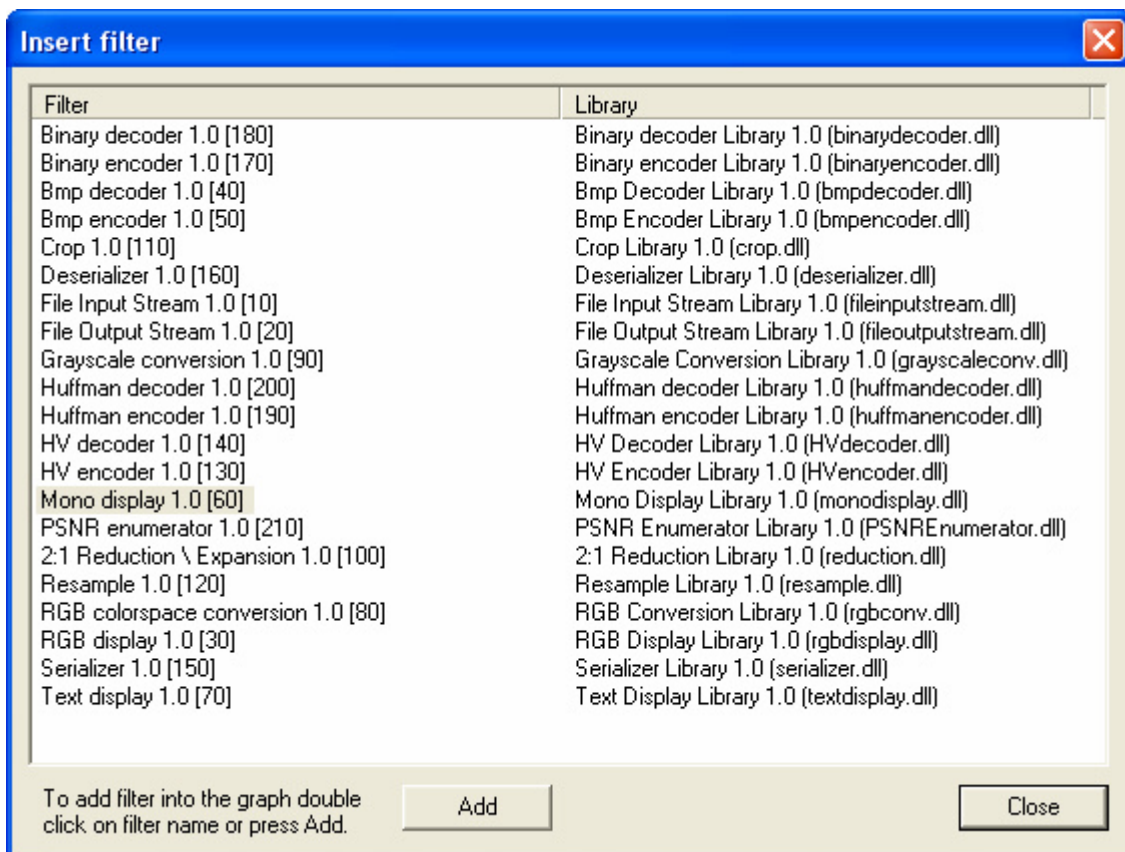 Insert filter
Filter Library
Binary decoder 1.0 [180] Binary decoder Library 1.0 (binarydecoder.dll)
Binary encoder 1.0 [170] Binary encoder Library 1.0 (binaryencoder.dll)
Bmp decoder 1.0 [40] Bmp Decoder Library 1.0 (bmpdecoder.dll)
Bmp encoder 1.0 [50] Bmp Encoder Library 1.0 (bmpencoder.dll)
Crop 1.0 [110] Crop Library 1.0 (crop.dll)
Deserializer 1.0 [160] Deserializer Library 1.0 (deserializer.dll)
File Input Stream 1.0 [10] File Input Stream Library 1.0 (fileinputstream.dll)
File Output Stream 1.0 [20] File Output Stream Library 1.0 (fileoutputstream.dll)
Grayscale conversion 1.0 [90] Grayscale Conversion Library 1.0 (grayscaleconv.dll)
Huffman decoder 1.0 [200] Huffman decoder Library 1.0 (huffmandecoder.dll)
Huffman encoder 1.0 [190] Huffman encoder Library 1.0 (huffmanencoder.dll)
HV decoder 1.0 [140] HV Decoder Library 1.0 (HVdecoder.dll)
HV encoder 1.0 [130] HV Encoder Library 1.0 (HVencoder.dll)
Mono display 1.0 [60] Mono Display Library 1.0 (monodisplay.dll)
PSNR enumerator 1.0 [210] PSNR Enumerator Library 1.0 (PSNREnumerator.dll)
2:1 Reduction \ Expansion 1.0 [100] 2:1 Reduction Library 1.0 (reduction.dll)
Resample 1.0 [120] Resample Library 1.0 (resample.dll)
RGB colorspace conversion 1.0 [80] RGB Conversion Library 1.0 (rgbconv.dll)
RGB display 1.0 [30] RGB Display Library 1.0 (rgbdisplay.dll)
Serializer 1.0 [150] Serializer Library 1.0 (serializer.dll)
Text display 1.0 [70] Text Display Library 1.0 (textdisplay.dll)
To add filter into the graph double
click on filter name or press Add.
Add
Close